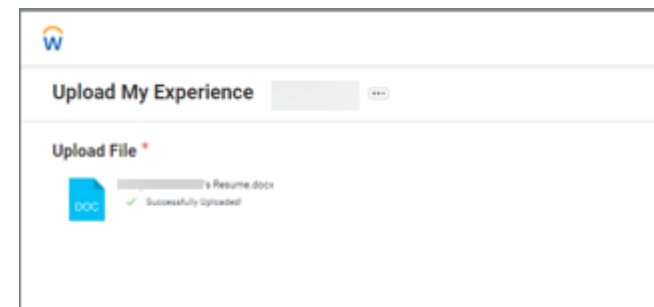 W
Upload My Experience
Upload File *
's Resume.docx
DOC
✓ Successfully Uploaded!